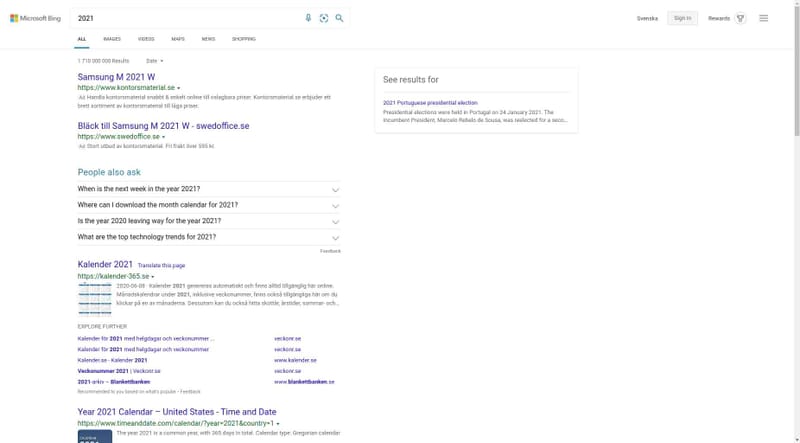 Microsoft Bing
2021
Svenska
Sign in
Rewards
ALL IMAGES VIDEOS MAPS NEWS SHOPPING
1 710 000 000 Results Date
Samsung M 2021 W
https://www.kontorsmaterial.se
Ad Handla kontorsmaterial snabbt & enkelt online till oslagbara priser. Kontorsmaterial.se erbjuder ett
brett sortiment av kontorsmaterial till låga priser.
Bläck till Samsung M 2021 W - swedoffice.se
https://www.swedoffice.se
Ad Stort utbud av kontorsmaterial. Fri frakt över 595 kr.
People also ask
When is the next week in the year 2021?
Where can I download the month calendar for 2021?
Is the year 2020 leaving way for the year 2021?
What are the top technology trends for 2021?
Feedback
Kalender 2021 Translate this page
https://kalender-365.se
2020-06-08 · Kalender 2021 genereras automatiskt och finns alltid tillgänglig här online.
Månadskalendrar under 2021, inklusive veckonummer, finns också tillgängliga här om du
klickar på en av månaderna. Dessutom kan du också hitta skottår, årstider, sommar- och...
EXPLORE FURTHER
Kalender för 2021 med helgdagar och veckonummer ... veckonr.se
Kalender för 2021 med helgdagar och veckonummer veckonr.se
Kalender.se - Kalender 2021 www.kalender.se
Veckonummer 2021 | Veckonr.se veckonr.se
2021-arkiv – Blankettbanken www.blankettbanken.se
Recommended to you based on what's popular • Feedback
Year 2021 Calendar – United States - Time and Date
https://www.timeanddate.com/calendar/?year=2021&country=1
The year 2021 is a common year, with 365 days in total. Calendar type: Gregorian calendar
See results for
2021 Portuguese presidential election
Presidential elections were held in Portugal on 24 January 2021. The
incumbent President, Marcelo Rebelo de Sousa, was reelected for a seco...